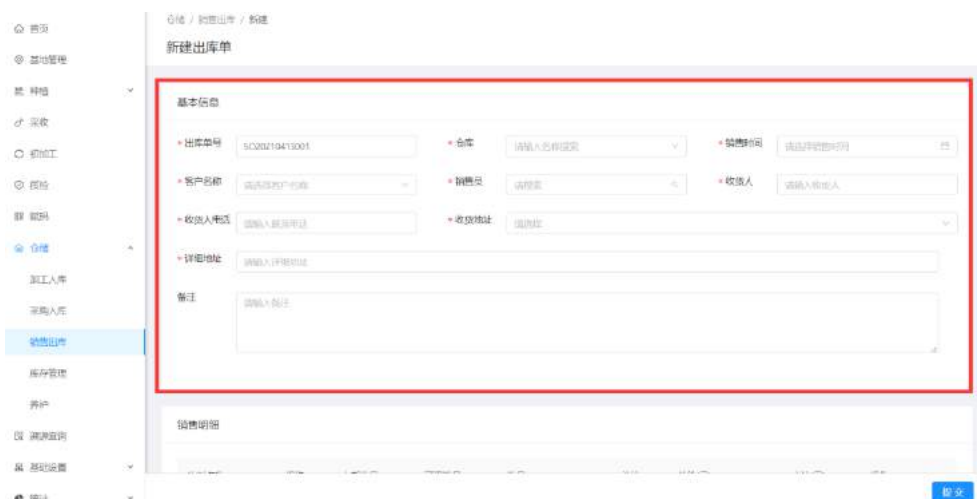 首页
基地管理
种植
采收
初加工
质检
赋码
仓储
加工入库
采购入库
销售出库
库存管理
养护
溯源查询
基础设置
统计
仓储 / 销售出库 / 新建
新建出库单
基本信息
* 出库单号 SO20210413001 * 仓库 请输入名称搜索 * 销售时间 请选择销售时间
* 客户名称 请选择客户名称 * 销售员 请搜索 * 收货人 请输入收货人
* 收货人电话 请输入联系电话 * 收货地址 请选择
* 详细地址 请输入详细地址
备注 请输入备注
销售明细
提交